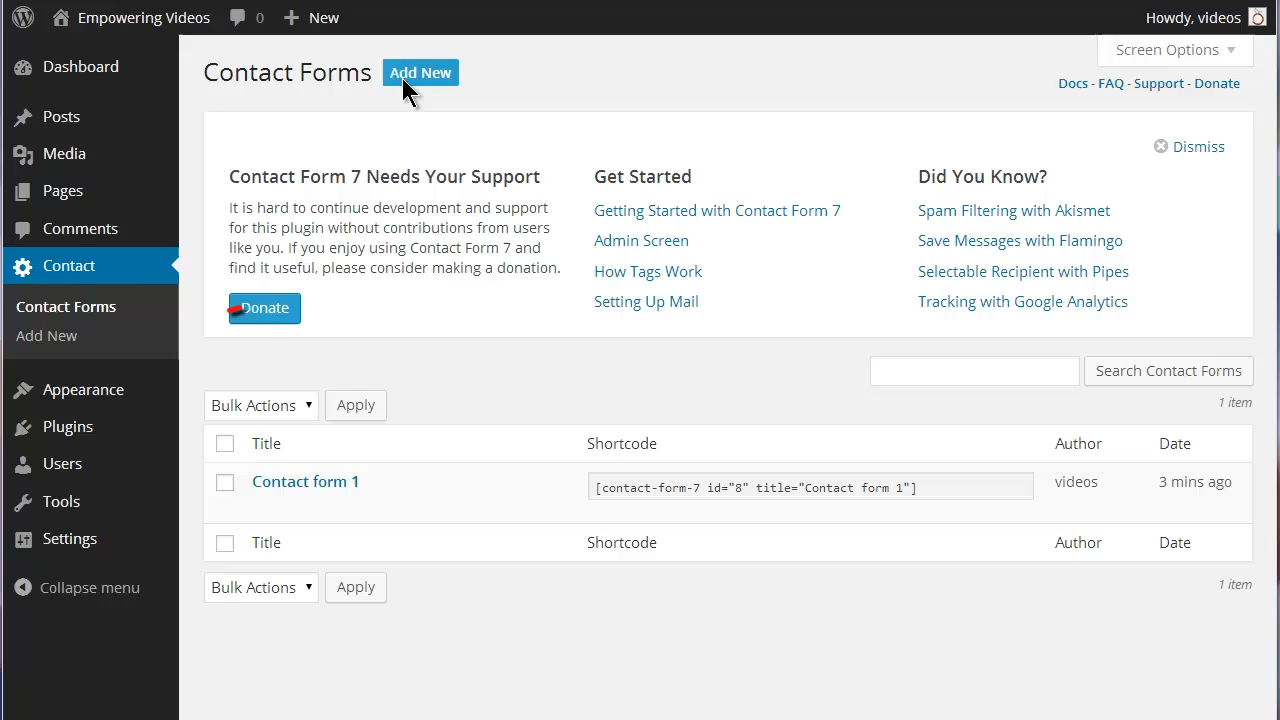 Empowering Videos 0 New Howdy, videos
Dashboard
Posts
Media
Pages
Comments
Contact
Contact Forms
Add New
Appearance
Plugins
Users
Tools
Settings
Collapse menu
Screen Options
Contact Forms Add New
Docs - FAQ - Support - Donate
Dismiss
Contact Form 7 Needs Your Support
It is hard to continue development and support
for this plugin without contributions from users
like you. If you enjoy using Contact Form 7 and
find it useful, please consider making a donation.
Donate
Get Started
Getting Started with Contact Form 7
Admin Screen
How Tags Work
Setting Up Mail
Did You Know?
Spam Filtering with Akismet
Save Messages with Flamingo
Selectable Recipient with Pipes
Tracking with Google Analytics
Search Contact Forms
Bulk Actions Apply 1 item
Title Shortcode Author Date
Contact form 1 [contact-form-7 id="8" title="Contact form 1"] videos 3 mins ago
Title Shortcode Author Date
Bulk Actions Apply 1 item